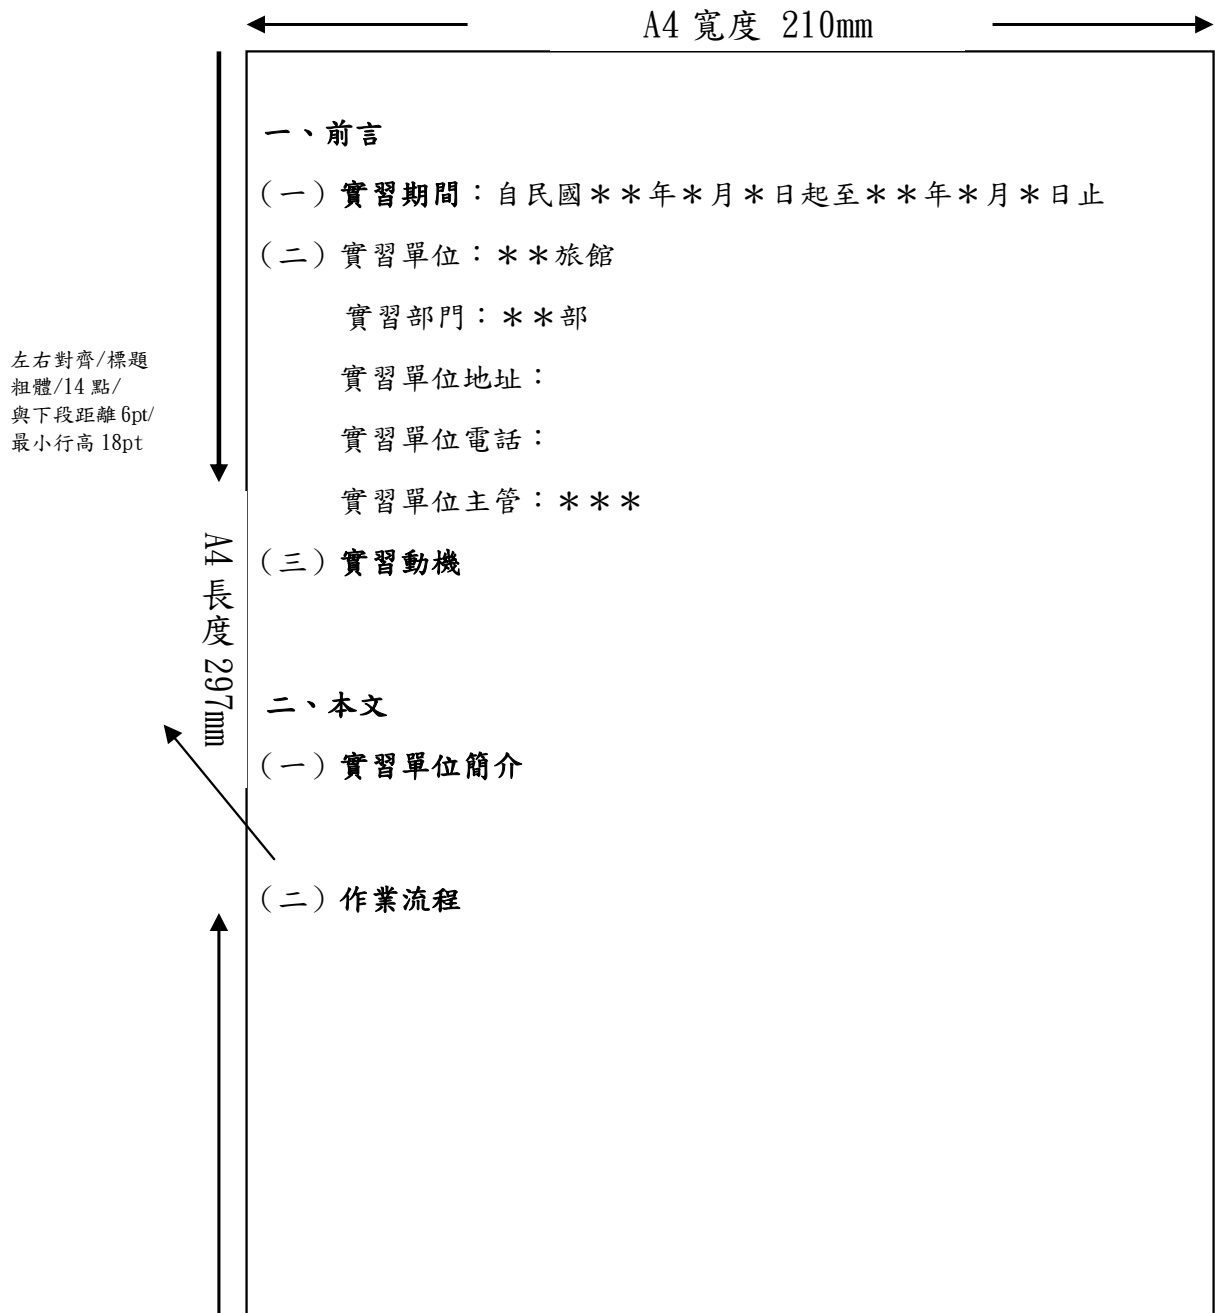 A4 寬度 210mm
一、前言
（一）實習期間：自民國＊＊年＊月＊日起至＊＊年＊月＊日止
（二）實習單位：＊＊旅館
實習部門：＊＊部
左右對齊/標題
粗體/14 點/
與下段距離 6pt/
最小行高 18pt
實習單位地址：
實習單位電話：
實習單位主管：＊＊＊
A4 長度 297mm
（三）實習動機
二、本文
（一）實習單位簡介
（二）作業流程